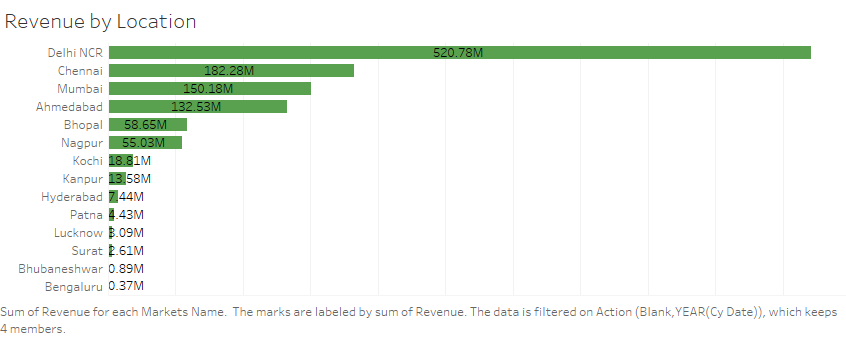 Revenue by Location
Delhi NCR 520.78M
Chennai 182.28M
Mumbai 150.18M
Ahmedabad 132.53M
Bhopal 58.65M
Nagpur 55.03M
Kochi 18.81M
Kanpur 13.58M
Hyderabad 7.44M
Patna 4.43M
Lucknow 3.09M
Surat 2.61M
Bhubaneshwar 0.89M
Bengaluru 0.37M
Sum of Revenue for each Markets Name. The marks are labeled by sum of Revenue. The data is filtered on Action (Blank,YEAR(Cy Date)), which keeps
4 members.